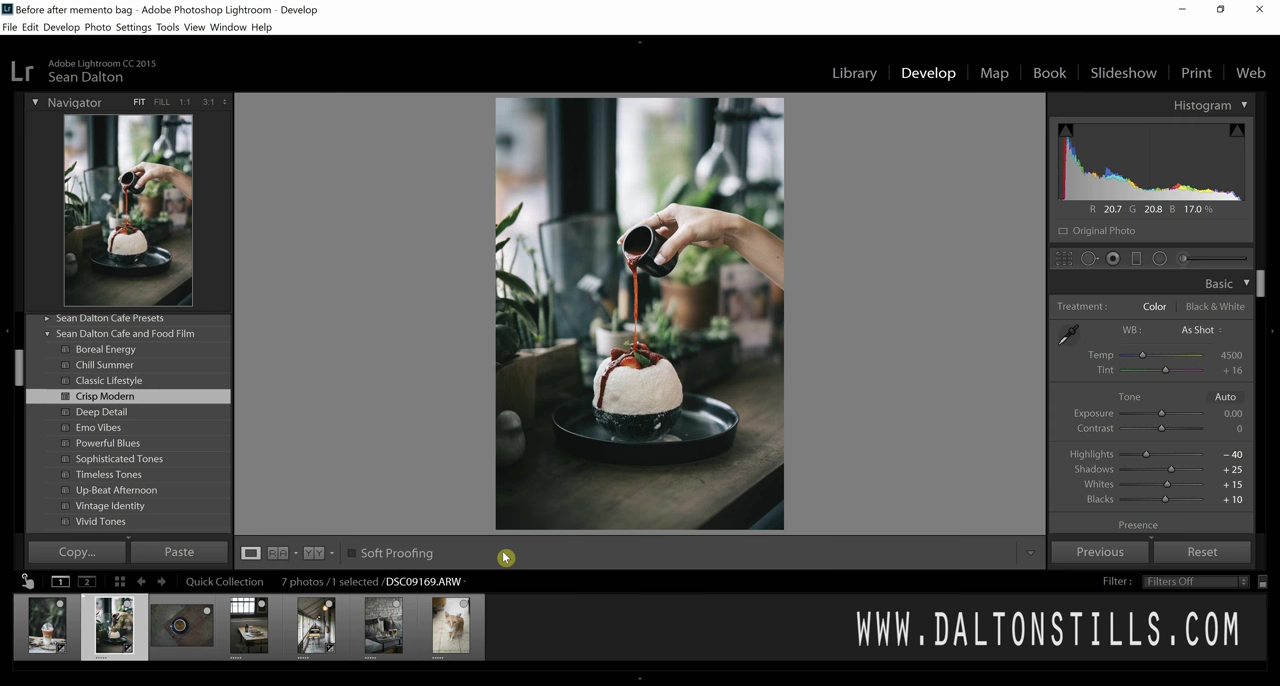 Before after memento bag - Adobe Photoshop Lightroom - Develop
File Edit Develop Photo Settings Tools View Window Help
Lr
Adobe Lightroom CC 2015
Sean Dalton
Library Develop Map Book Slideshow Print Web
Navigator FIT FILL 1:1 3:1
Histogram
R 20.7 G 20.8 B 17.0 %
Original Photo
Basic
Treatment : Color Black & White
WB : As Shot
Temp 4500
Tint + 16
Tone Auto
Exposure 0.00
Contrast 0
Highlights – 40
Shadows + 25
Whites + 15
Blacks + 10
Presence
Sean Dalton Cafe Presets
Sean Dalton Cafe and Food Film
Boreal Energy
Chill Summer
Classic Lifestyle
Crisp Modern
Deep Detail
Emo Vibes
Powerful Blues
Sophisticated Tones
Timeless Tones
Up-Beat Afternoon
Vintage Identity
Vivid Tones
Copy... Paste
R A Y Y Soft Proofing
Previous Reset
1 2 Quick Collection 7 photos / 1 selected / DSC09169.ARW
Filter : Filters Off
WWW.DALTONSTILLS.COM